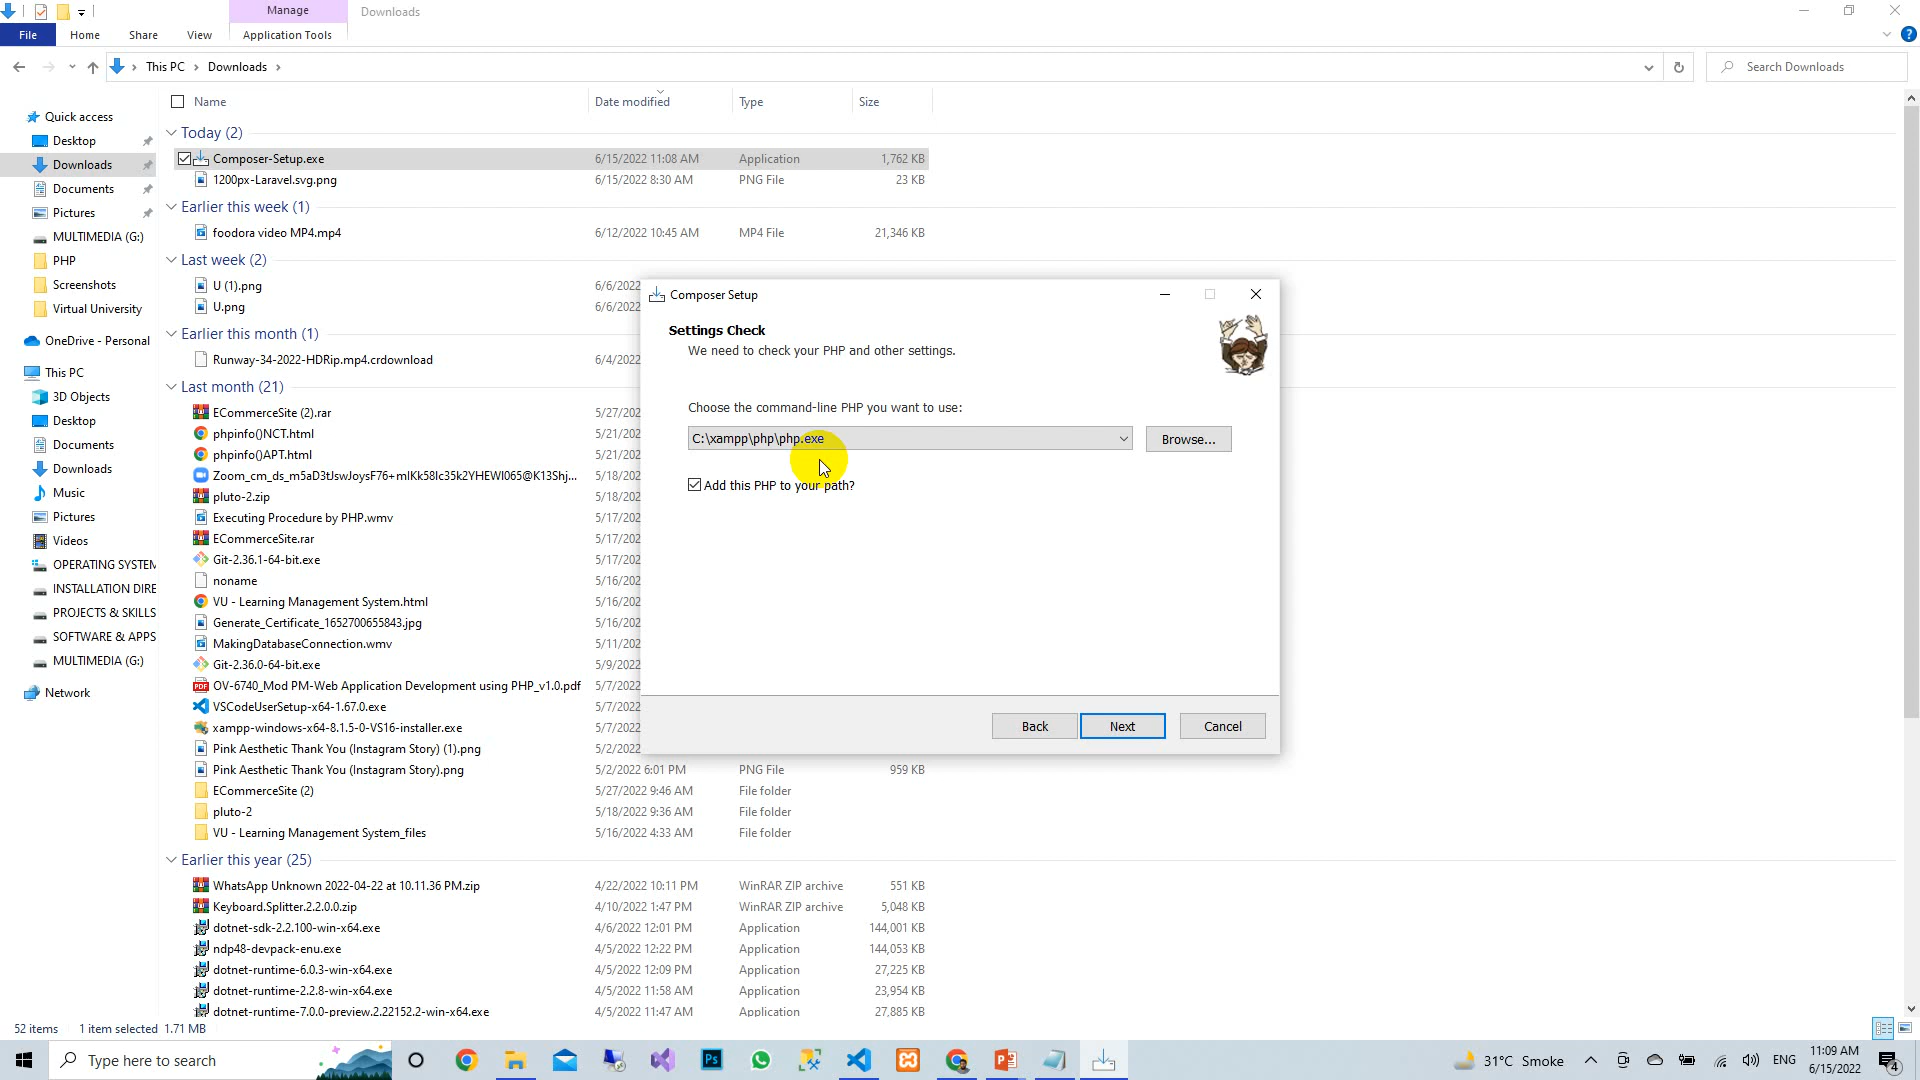 Manage
Downloads
File
Home
Share
View
Application Tools
This PC
Downloads
Search Downloads
Name
Date modified
Type
Size
Quick access
Desktop
Downloads
Documents
Pictures
MULTIMEDIA (G:)
PHP
Screenshots
Virtual University
OneDrive - Personal
This PC
3D Objects
Desktop
Documents
Downloads
Music
Pictures
Videos
OPERATING SYSTEM
INSTALLATION DIRE
PROJECTS & SKILLS
SOFTWARE & APPS
MULTIMEDIA (G:)
Network
Today (2)
Composer-Setup.exe 6/15/2022 11:08 AM Application 1,762 KB
1200px-Laravel.svg.png 6/15/2022 8:30 AM PNG File 23 KB
Earlier this week (1)
foodora video MP4.mp4 6/12/2022 10:45 AM MP4 File 21,346 KB
Last week (2)
U (1).png 6/6/2022
U.png 6/6/2022
Earlier this month (1)
Runway-34-2022-HDRip.mp4.crdownload 6/4/2022
Last month (21)
ECommerceSite (2).rar 5/27/202
phpinfo()NCT.html 5/21/202
phpinfo()APT.html 5/21/202
Zoom_cm_ds_m5aD3tJswJoysF76+mlKk58Ic35k2YHEWI065@K13Shj... 5/18/202
pluto-2.zip 5/18/202
Executing Procedure by PHP.wmv 5/17/202
ECommerceSite.rar 5/17/202
Git-2.36.1-64-bit.exe 5/17/202
noname 5/16/202
VU - Learning Management System.html 5/16/202
Generate_Certificate_1652700655843.jpg 5/16/202
MakingDatabaseConnection.wmv 5/11/202
Git-2.36.0-64-bit.exe 5/9/2022
OV-6740_Mod PM-Web Application Development using PHP_v1.0.pdf 5/7/2022
VSCodeUserSetup-x64-1.67.0.exe 5/7/2022
xampp-windows-x64-8.1.5-0-VS16-installer.exe 5/7/2022
Pink Aesthetic Thank You (Instagram Story) (1).png 5/2/2022
Pink Aesthetic Thank You (Instagram Story).png 5/2/2022 6:01 PM PNG File 959 KB
ECommerceSite (2) 5/27/2022 9:46 AM File folder
pluto-2 5/18/2022 9:36 AM File folder
VU - Learning Management System_files 5/16/2022 4:33 AM File folder
Earlier this year (25)
WhatsApp Unknown 2022-04-22 at 10.11.36 PM.zip 4/22/2022 10:11 PM WinRAR ZIP archive 551 KB
Keyboard.Splitter.2.2.0.0.zip 4/10/2022 1:47 PM WinRAR ZIP archive 5,048 KB
dotnet-sdk-2.2.100-win-x64.exe 4/6/2022 12:01 PM Application 144,001 KB
ndp48-devpack-enu.exe 4/5/2022 12:22 PM Application 144,053 KB
dotnet-runtime-6.0.3-win-x64.exe 4/5/2022 12:09 PM Application 27,225 KB
dotnet-runtime-2.2.8-win-x64.exe 4/5/2022 11:58 AM Application 23,954 KB
dotnet-runtime-7.0.0-preview.2.22152.2-win-x64.exe 4/5/2022 11:47 AM Application 27,885 KB
Composer Setup
Settings Check
We need to check your PHP and other settings.
Choose the command-line PHP you want to use:
C:\xampp\php\php.exe
Browse...
Add this PHP to your path?
Back
Next
Cancel
52 items 1 item selected 1.71 MB
Type here to search
Ps
31°C Smoke
ENG
11:09 AM
6/15/2022
4